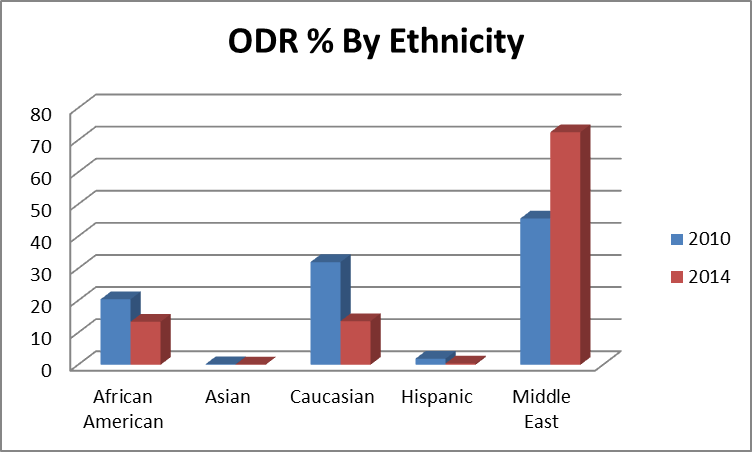 ODR % By Ethnicity
80
70
60
50
40
30
20
10
0
African American
Asian
Caucasian
Hispanic
Middle East
2010
2014